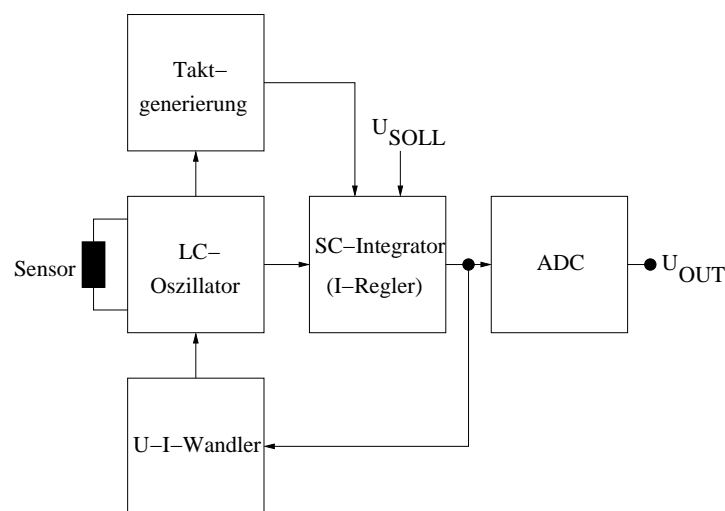 Takt–
generierung
U_SOLL
Sensor
LC–
Oszillator
SC–Integrator
(I–Regler)
ADC
U_OUT
U–I–Wandler